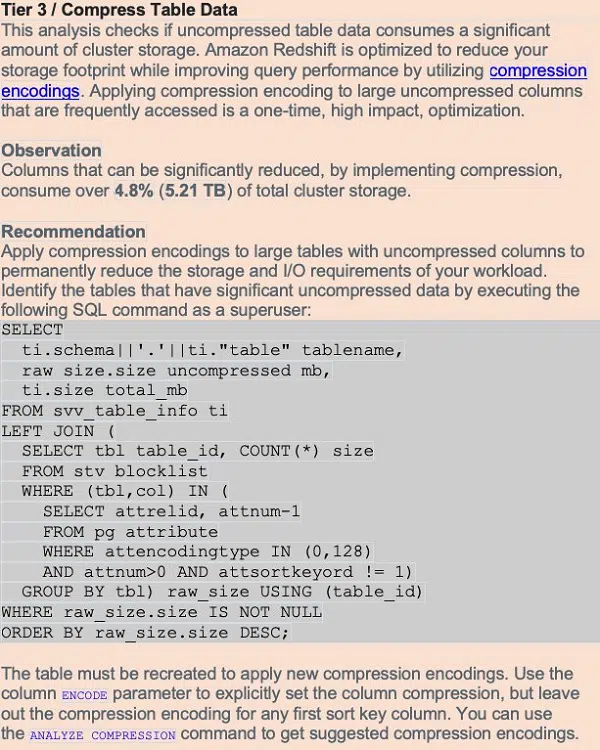 Tier 3 / Compress Table Data
This analysis checks if uncompressed table data consumes a significant
amount of cluster storage. Amazon Redshift is optimized to reduce your
storage footprint while improving query performance by utilizing compression
encodings. Applying compression encoding to large uncompressed columns
that are frequently accessed is a one-time, high impact, optimization.
Observation
Columns that can be significantly reduced, by implementing compression,
consume over 4.8% (5.21 TB) of total cluster storage.
Recommendation
Apply compression encodings to large tables with uncompressed columns to
permanently reduce the storage and I/O requirements of your workload.
Identify the tables that have significant uncompressed data by executing the
following SQL command as a superuser:
SELECT
ti.schema||'.'||ti."table" tablename,
raw size.size uncompressed mb,
ti.size total_mb
FROM svv_table_info ti
LEFT JOIN (
SELECT tbl table_id, COUNT(*) size
FROM stv blocklist
WHERE (tbl,col) IN (
SELECT attrelid, attnum-1
FROM pg attribute
WHERE attencodingtype IN (0,128)
AND attnum>0 AND attsortkeyord != 1)
GROUP BY tbl) raw_size USING (table_id)
WHERE raw_size.size IS NOT NULL
ORDER BY raw_size.size DESC;
The table must be recreated to apply new compression encodings. Use the
column ENCODE parameter to explicitly set the column compression, but leave
out the compression encoding for any first sort key column. You can use
the ANALYZE COMPRESSION command to get suggested compression encodings.